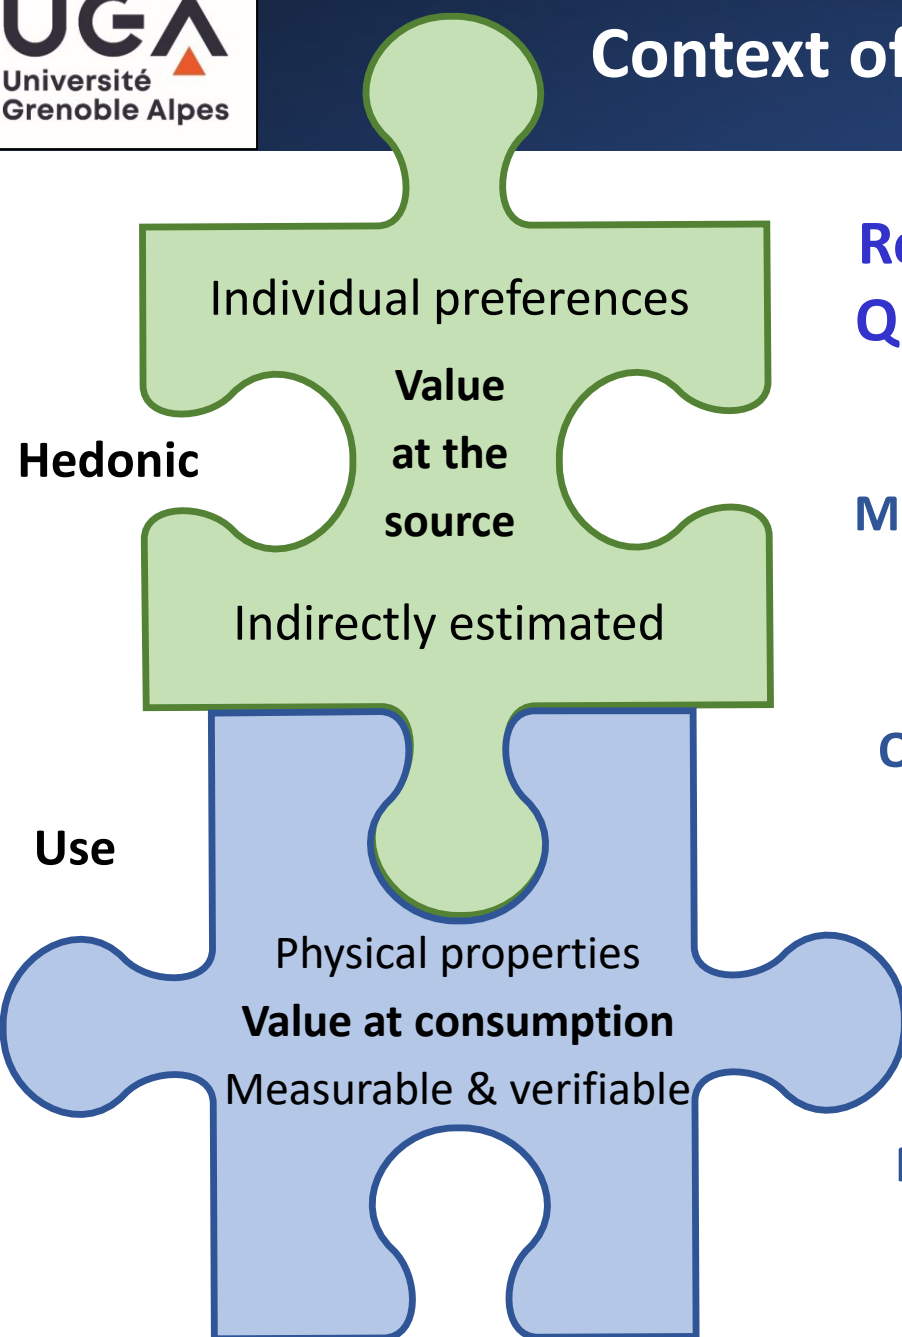 UGA
Université
Grenoble Alpes
Context of
Individual preferences
Value
at the
source
Hedonic
Indirectly estimated
Use
Physical properties
Value at consumption
Measurable & verifiable